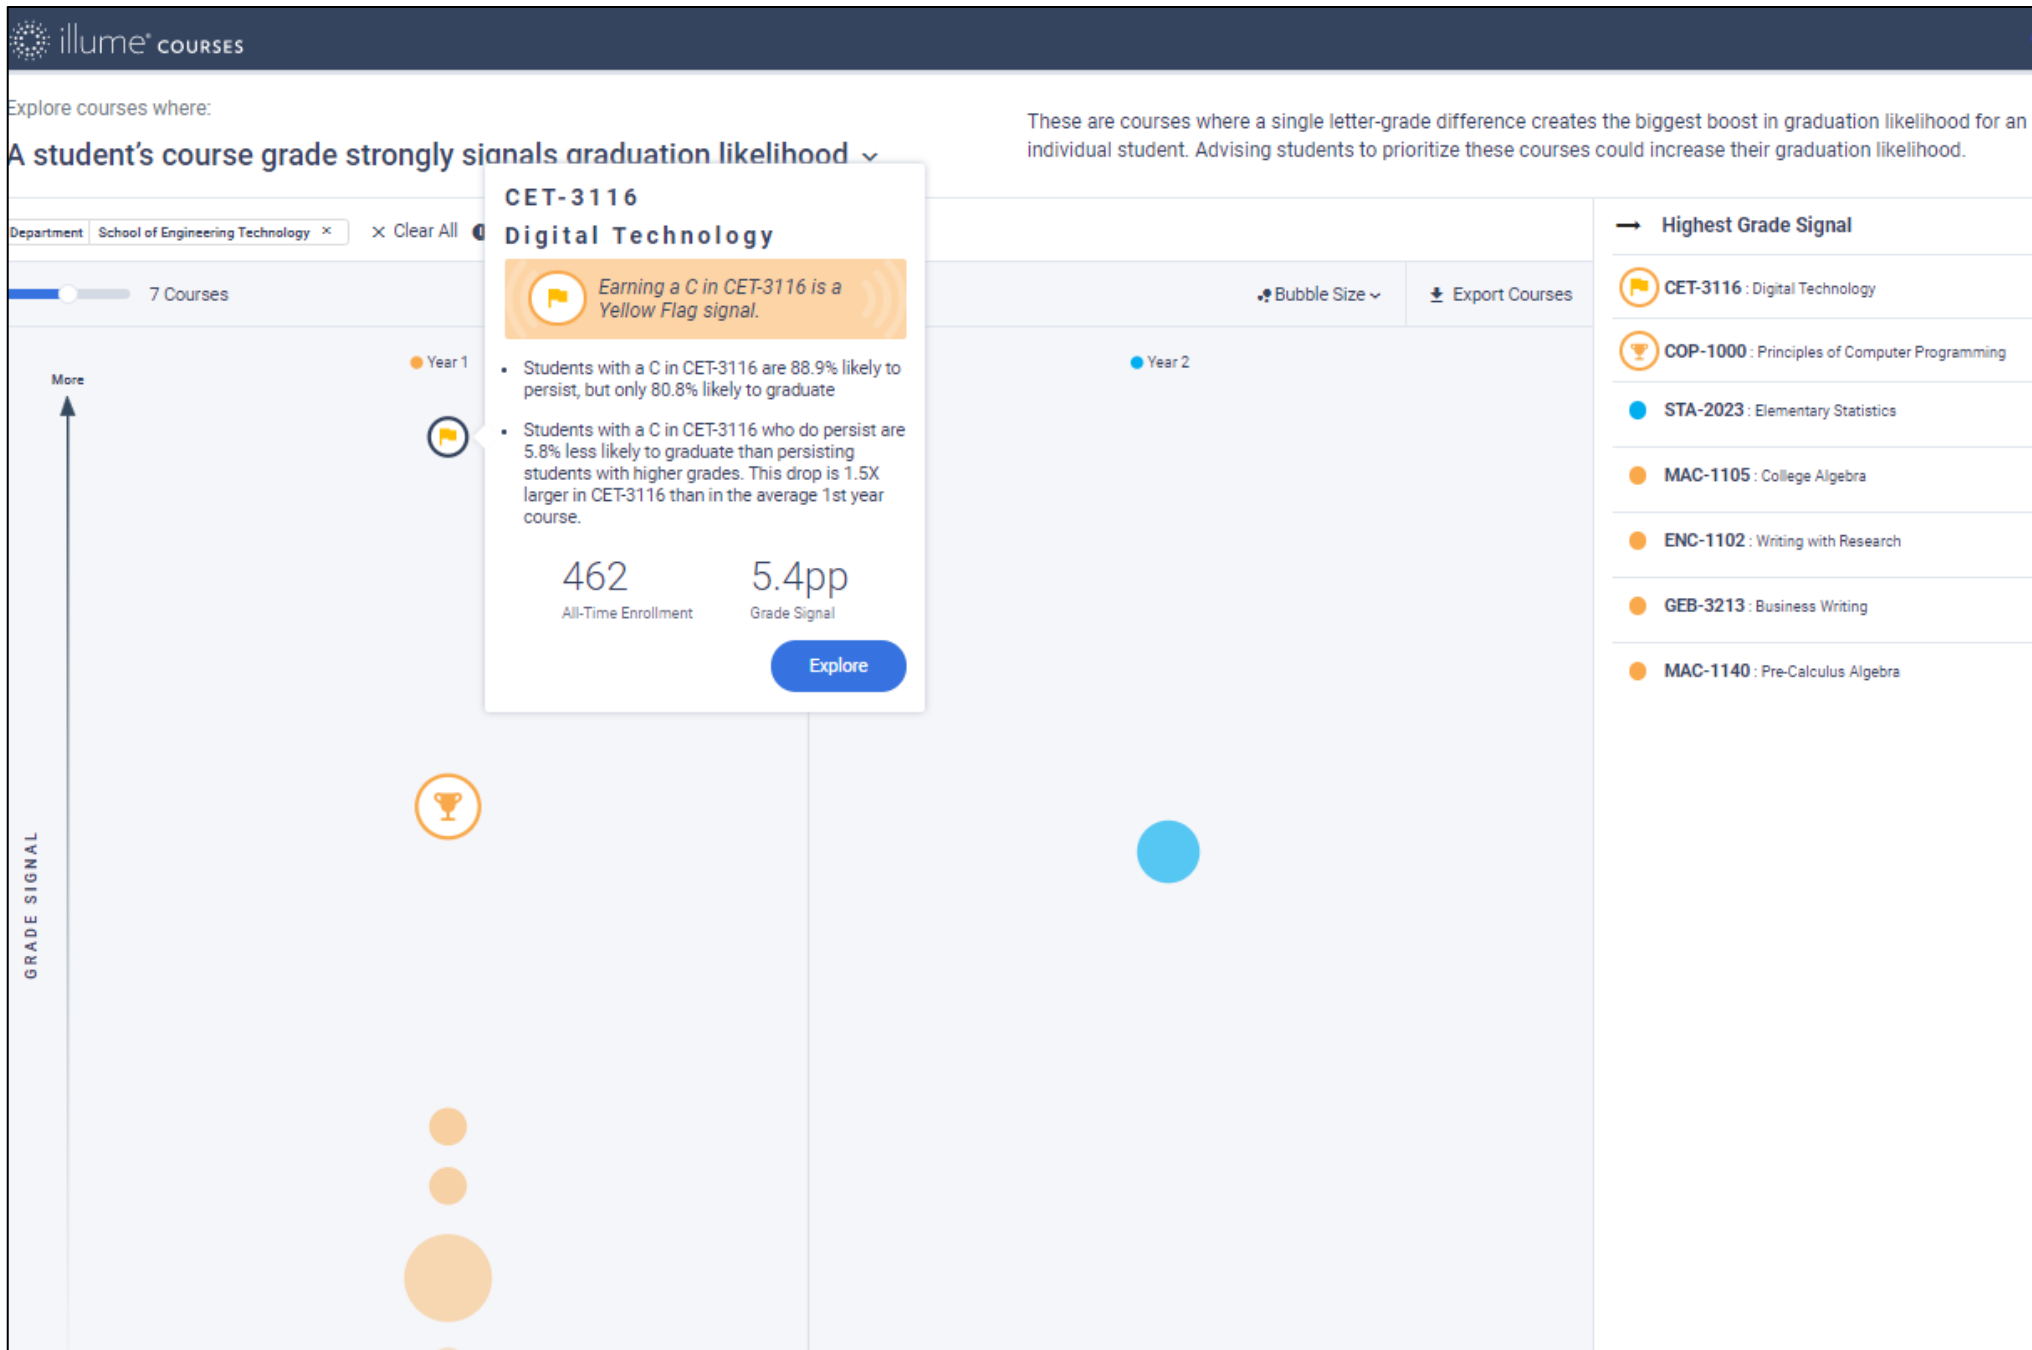 illume® COURSES
Explore courses where:
A student's course grade strongly signals graduation likelihood
These are courses where a single letter-grade difference creates the biggest boost in graduation likelihood for an
individual student. Advising students to prioritize these courses could increase their graduation likelihood.
Department School of Engineering Technology × × Clear All
7 Courses
Bubble Size
Export Courses
Year 1
Year 2
More
GRADE SIGNAL
CET-3116
Digital Technology
Earning a C in CET-3116 is a
Yellow Flag signal.
• Students with a C in CET-3116 are 88.9% likely to
persist, but only 80.8% likely to graduate
• Students with a C in CET-3116 who do persist are
5.8% less likely to graduate than persisting
students with higher grades. This drop is 1.5X
larger in CET-3116 than in the average 1st year
course.
462 5.4pp
All-Time Enrollment Grade Signal
Explore
→ Highest Grade Signal
CET-3116 : Digital Technology
COP-1000 : Principles of Computer Programming
STA-2023 : Elementary Statistics
MAC-1105 : College Algebra
ENC-1102 : Writing with Research
GEB-3213 : Business Writing
MAC-1140 : Pre-Calculus Algebra